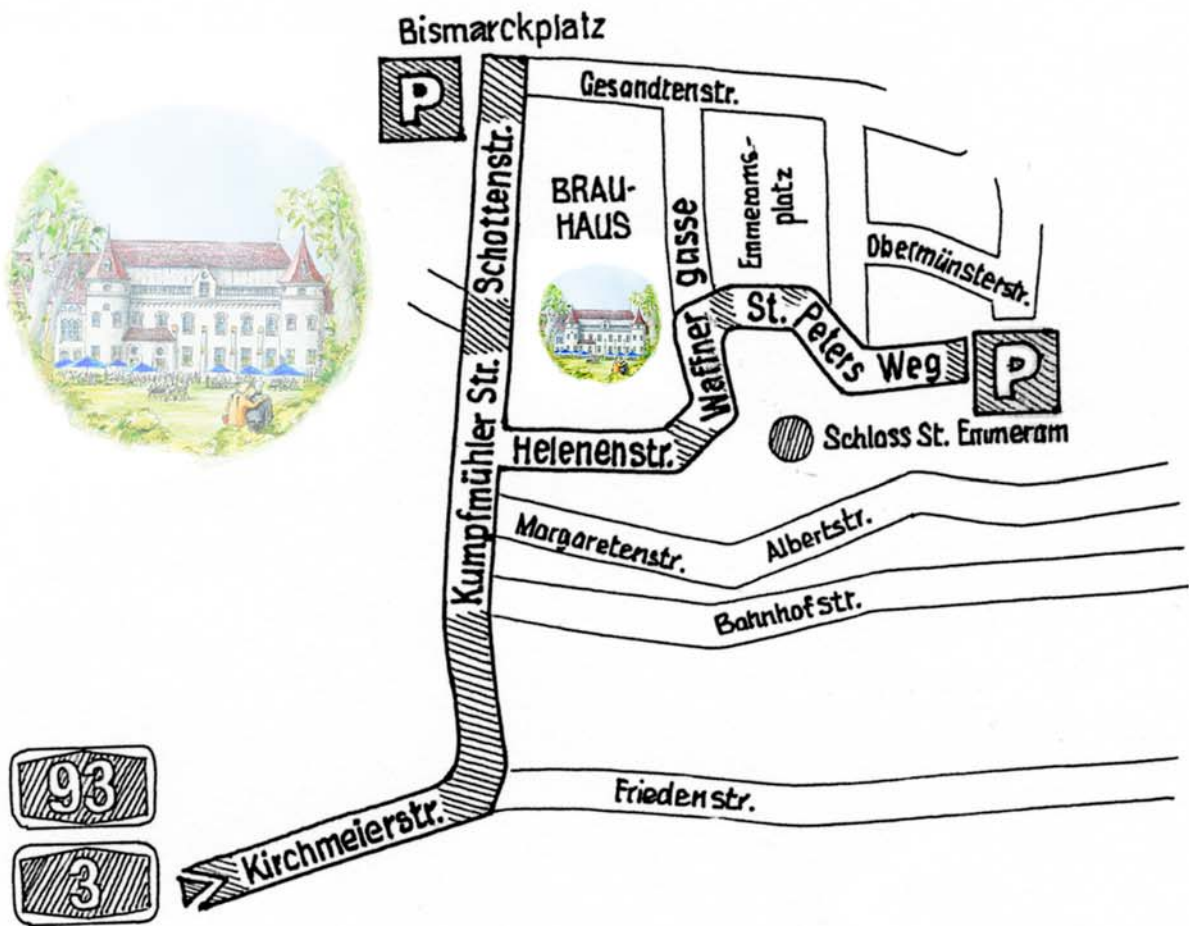 Bismarckplatz
P
Gesandtenstr.
Schottenstr.
BRAU-
HAUS
Waffner
gasse
Emmerams-
platz
Obermünsterstr.
St. Peters Weg
P
Schloss St. Emmeram
Helenenstr.
Kumpfmühler Str.
Margaretenstr.
Albertstr.
Bahnhofstr.
Friedenstr.
93
3
Kirchmeierstr.